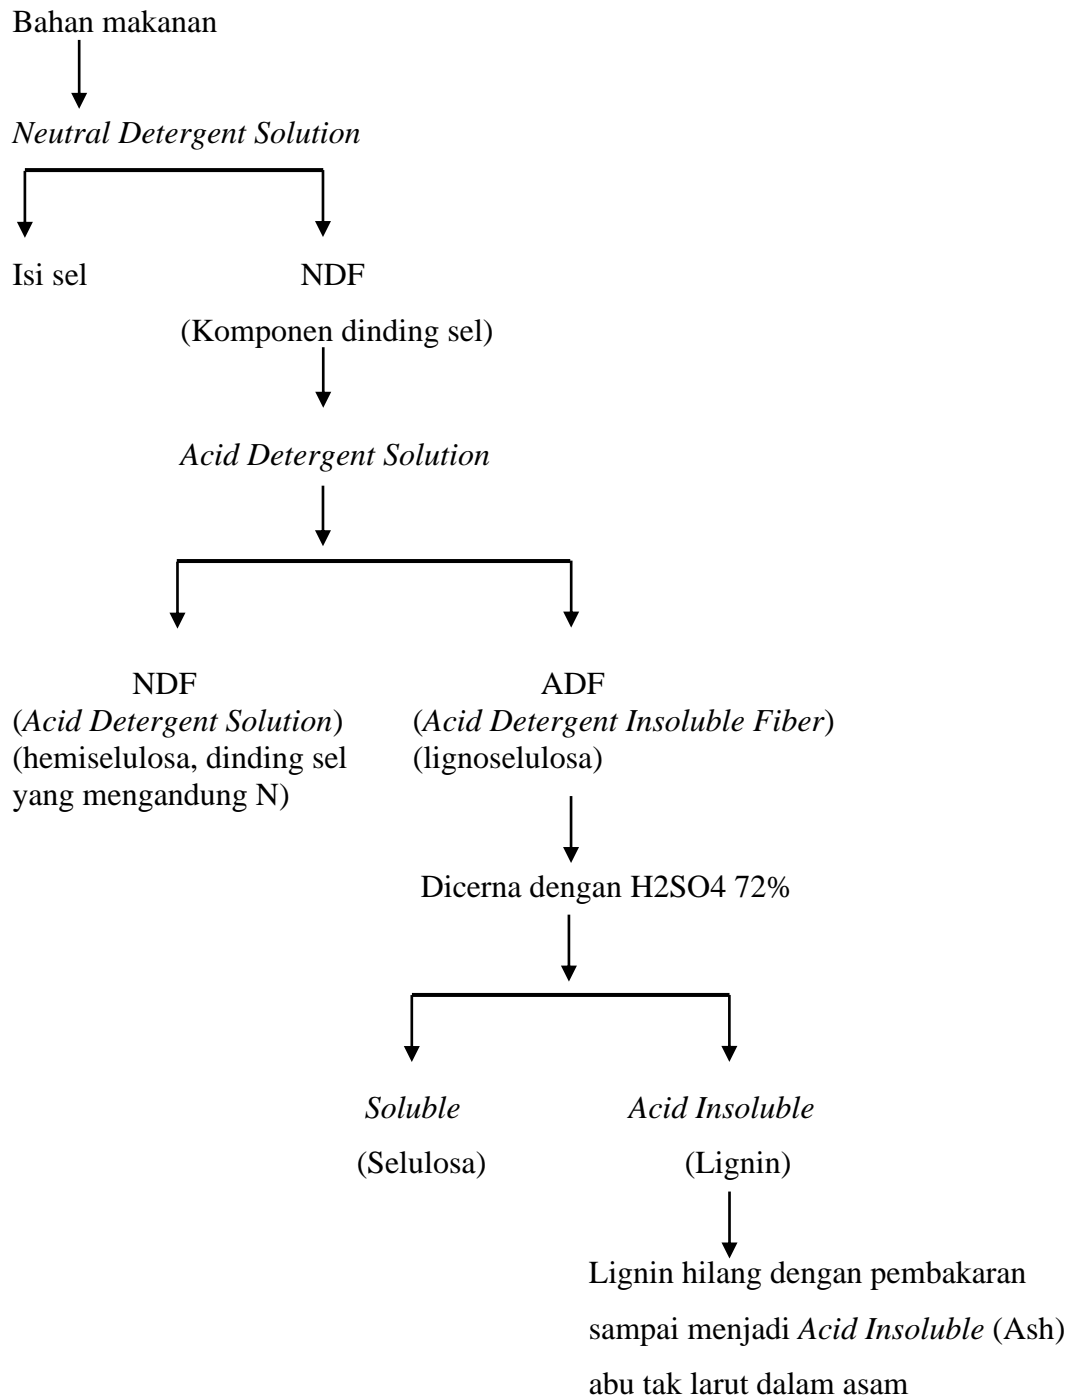 Bahan makanan
Neutral Detergent Solution
Isi sel
NDF
(Komponen dinding sel)
Acid Detergent Solution
NDF
(Acid Detergent Solution)
(hemiselulosa, dinding sel
yang mengandung N)
ADF
(Acid Detergent Insoluble Fiber)
(lignoselulosa)
Dicerna dengan H2SO4 72%
Soluble
(Selulosa)
Acid Insoluble
(Lignin)
Lignin hilang dengan pembakaran
sampai menjadi Acid Insoluble (Ash)
abu tak larut dalam asam